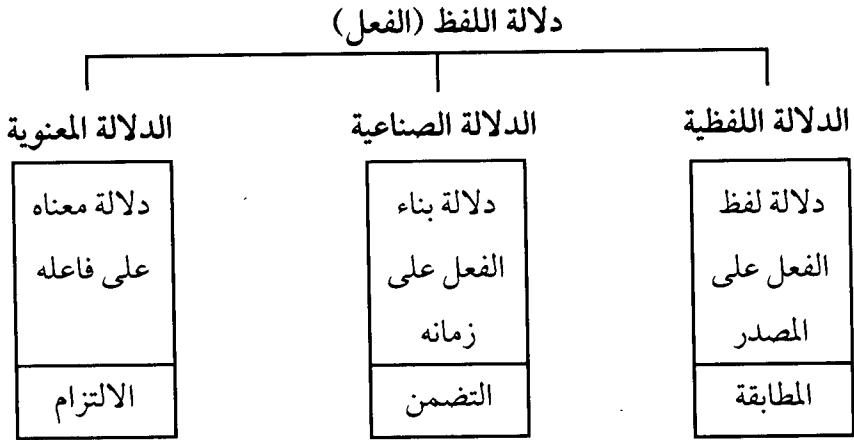 دلالة اللفظ (الفعل)
الدلالة اللفظية
الدلالة الصناعية
الدلالة المعنوية
دلالة لفظ
الفعل على
المصدر
المطابقة
دلالة بناء
الفعل على
زمانه
التضمن
دلالة معناه
على فاعله
الالتزام